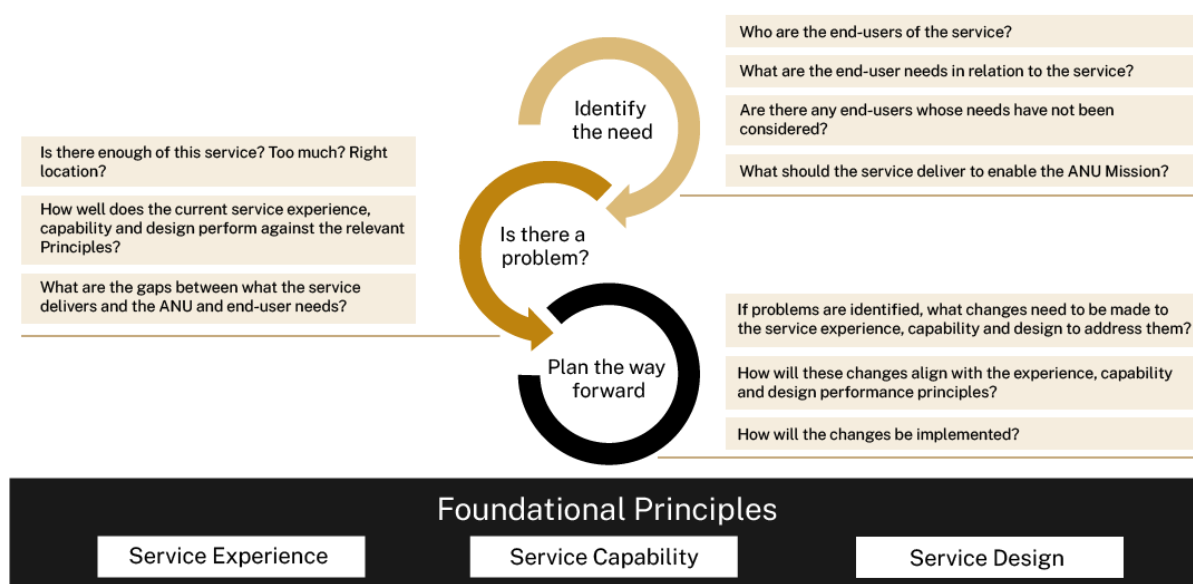 Identify
the need
Who are the end-users of the service?
What are the end-user needs in relation to the service?
Are there any end-users whose needs have not been
considered?
What should the service deliver to enable the ANU Mission?
Is there a
problem?
Is there enough of this service? Too much? Right
location?
How well does the current service experience,
capability and design perform against the relevant
Principles?
What are the gaps between what the service
delivers and the ANU and end-user needs?
Plan the way
forward
If problems are identified, what changes need to be made to
the service experience, capability and design to address them?
How will these changes align with the experience, capability
and design performance principles?
How will the changes be implemented?
Foundational Principles
Service Experience
Service Capability
Service Design